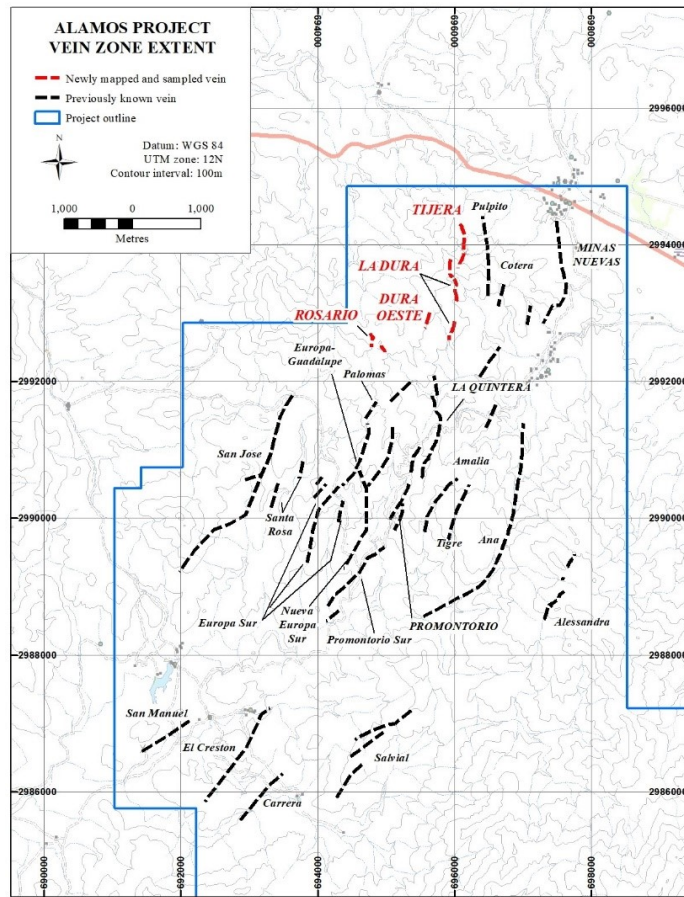 ALAMOS PROJECT
VEIN ZONE EXTENT
Newly mapped and sampled vein
Previously known vein
Project outline
N
Datum: WGS 84
UTM zone: 12N
Contour interval: 100m
1,000
0
1,000
Metres
2996000
TIJERA
Pulpito
2994000
MINAS
NUEVAS
Cotera
LA DURA
DURA
OESTE
ROSARIO
Europa-
Guadalupe
Palomas
2992000
2992000
LA QUINTERA
San Jose
Amalia
Santa
Rosa
2990000
2990000
Tigre
Ana
Europa Sur
Nueva
Europa
Sur
Promontorio Sur
PROMONTORIO
Alessandra
2988000
2988000
San Manuel
El Creston
Salvial
Carrera
2986000
2986000
690000
692000
694000
696000
698000